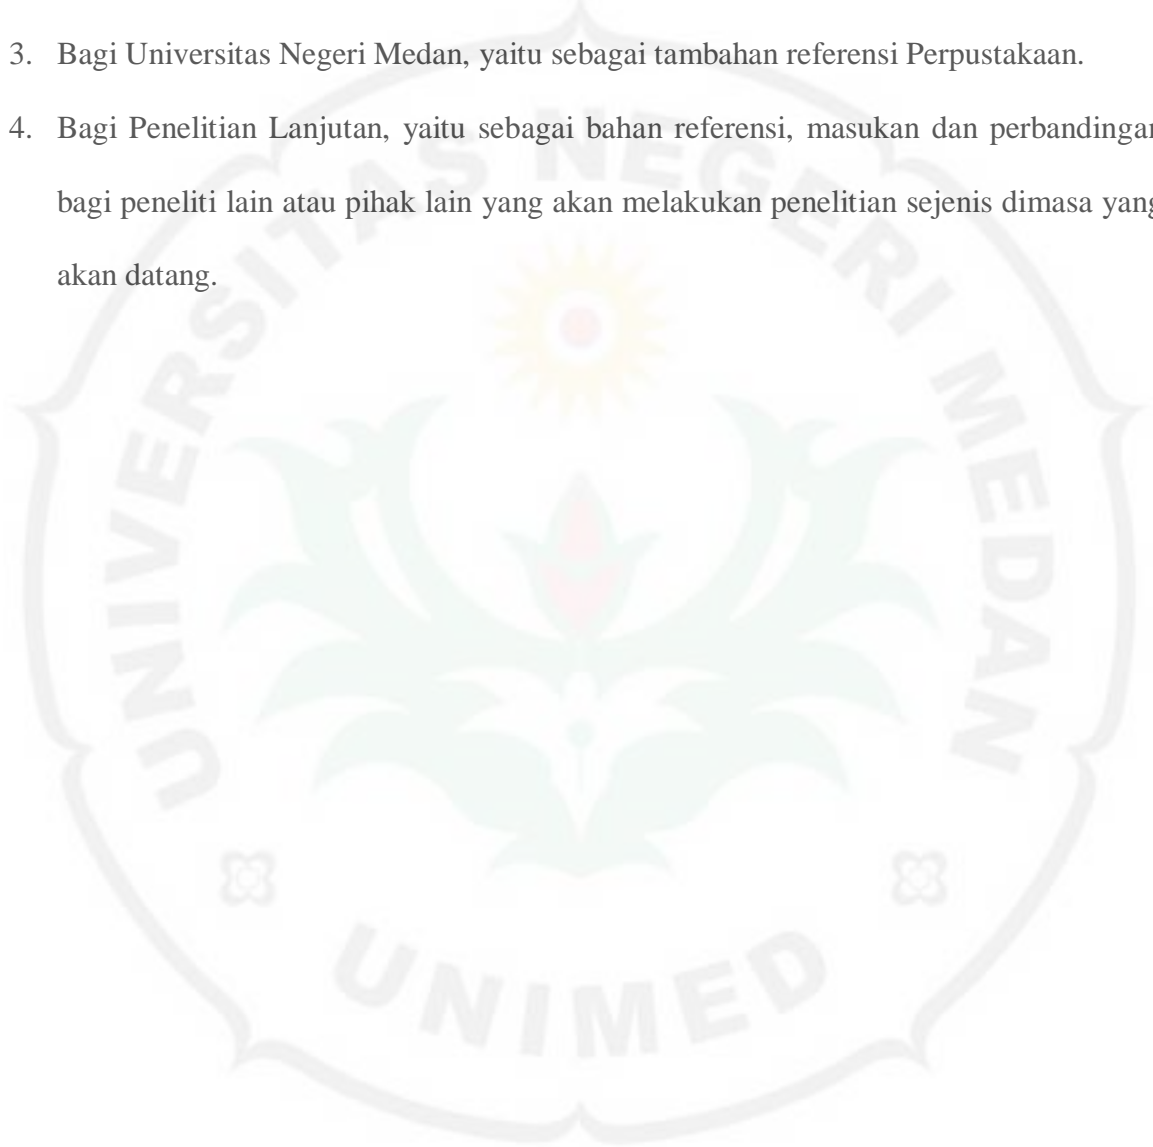 3. Bagi Universitas Negeri Medan, yaitu sebagai tambahan referensi Perpustakaan.
4. Bagi Penelitian Lanjutan, yaitu sebagai bahan referensi, masukan dan perbandingan
bagi peneliti lain atau pihak lain yang akan melakukan penelitian sejenis dimasa yang
akan datang.
UNIVERSITAS NEGERI MEDAN
UNIMED